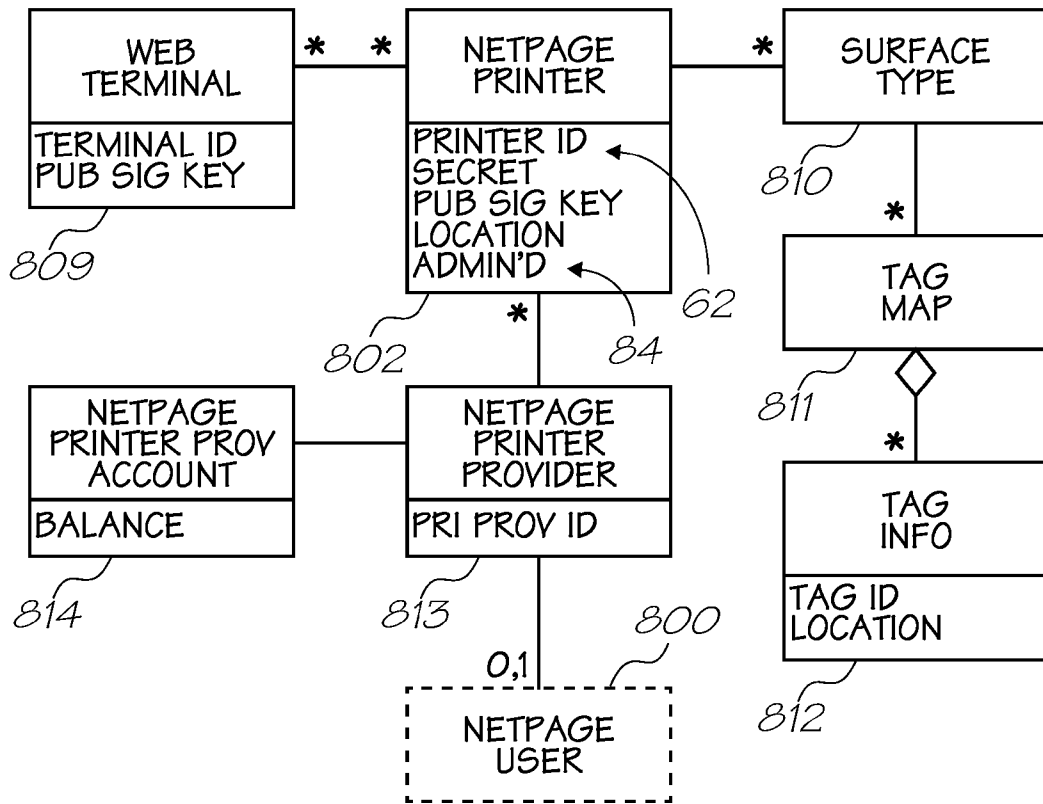 WEB
TERMINAL
TERMINAL ID
PUB SIG KEY
809
*
*
NETPAGE
PRINTER
PRINTER ID
SECRET
PUB SIG KEY
LOCATION
ADMIN'D
802
62
84
*
*
SURFACE
TYPE
810
*
TAG
MAP
811
*
TAG
INFO
TAG ID
LOCATION
812
NETPAGE
PRINTER PROV
ACCOUNT
BALANCE
814
NETPAGE
PRINTER
PROVIDER
PRI PROV ID
813
800
0,1
NETPAGE
USER